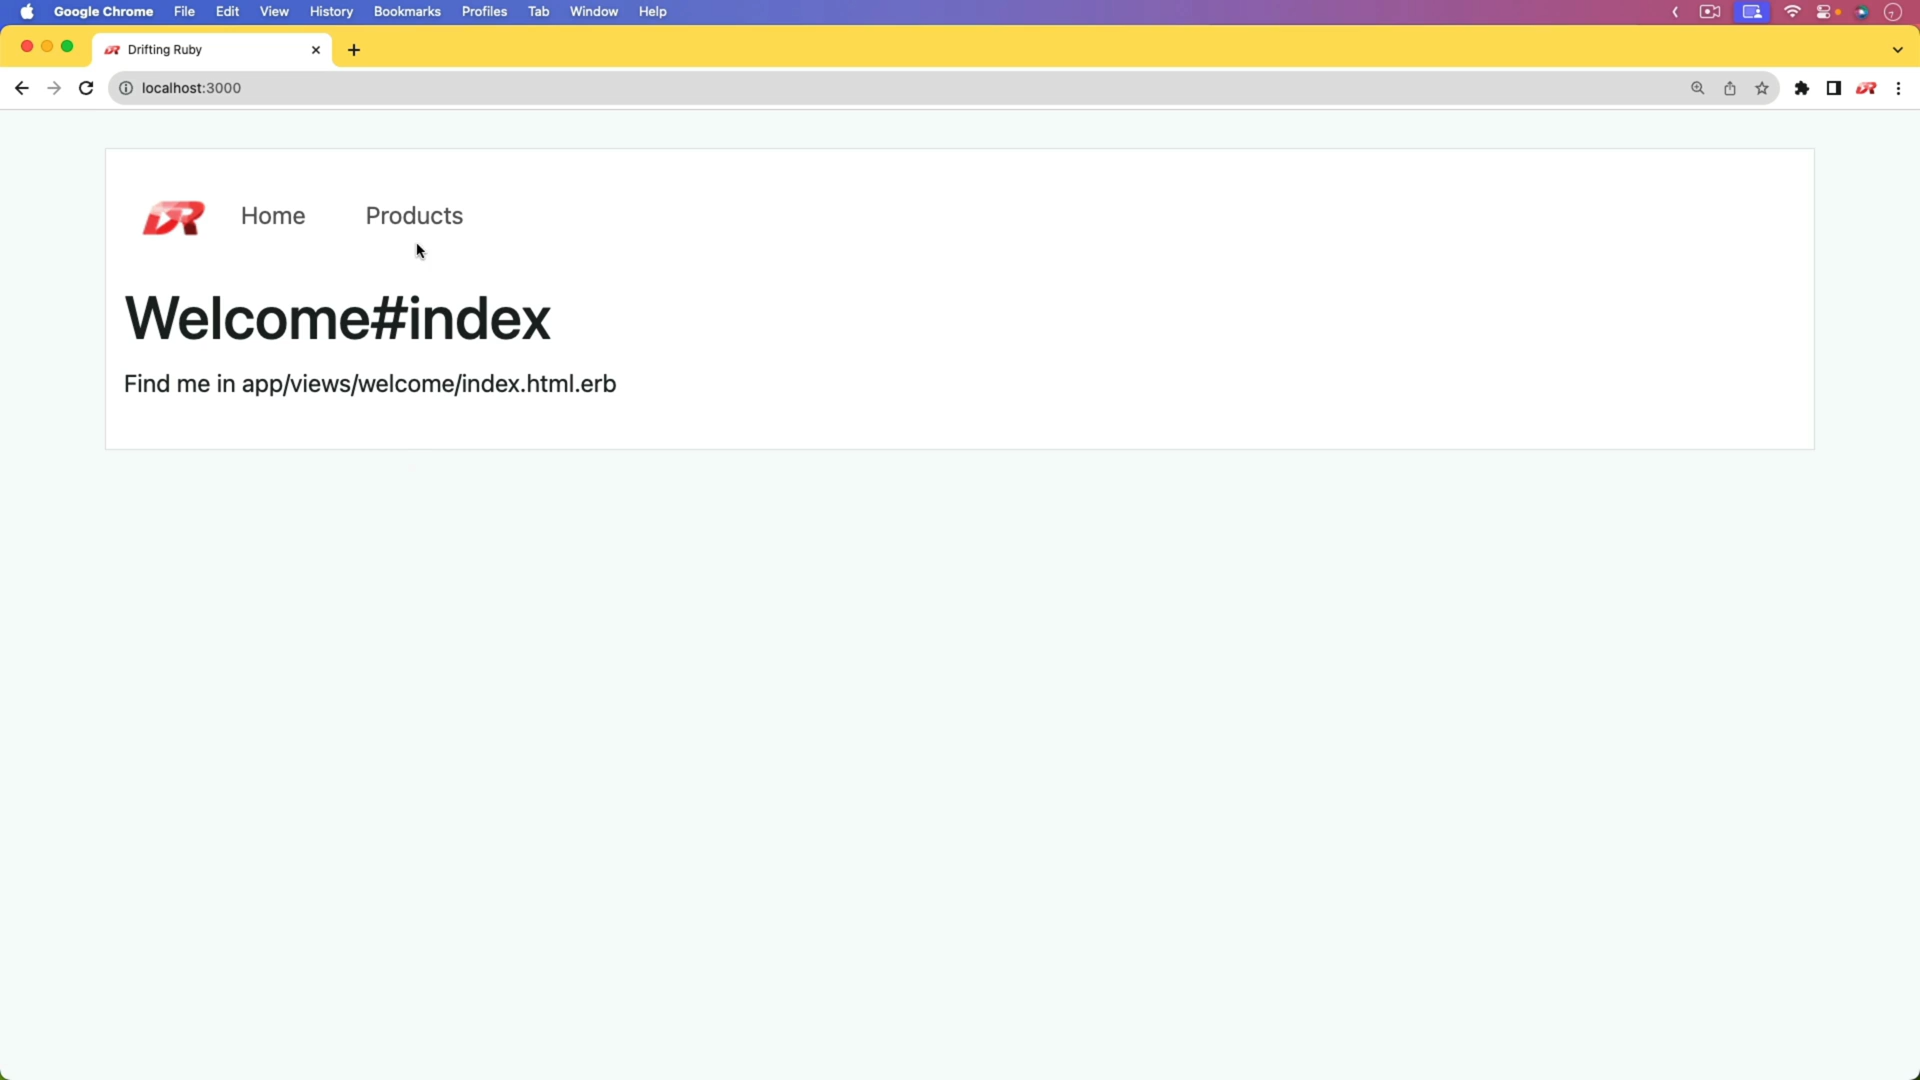 Google Chrome File Edit View History Bookmarks Profiles Tab Window Help
Drifting Ruby
localhost:3000
DR Home Products
Welcome#index
Find me in app/views/welcome/index.html.erb